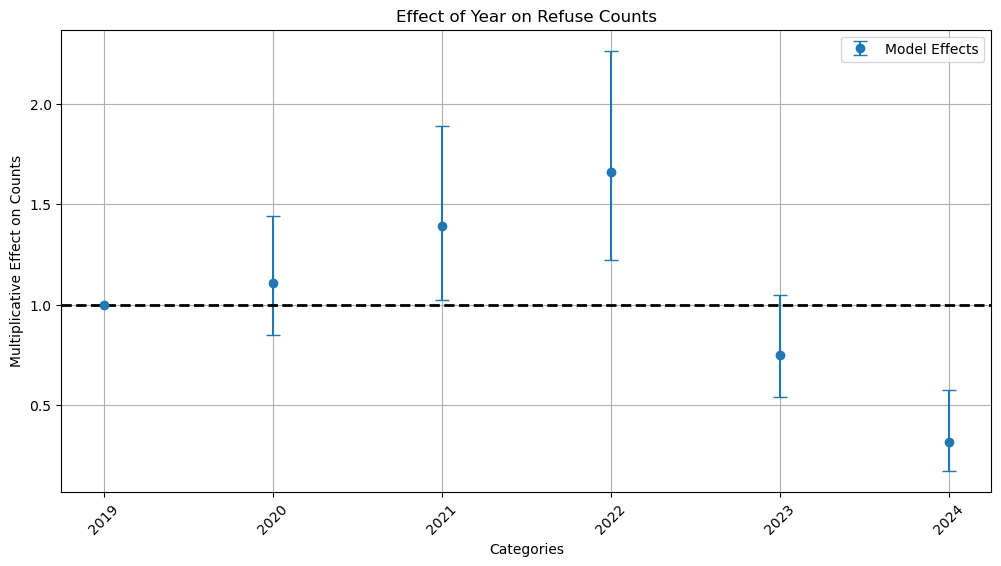 Effect of Year on Refuse Counts
Model Effects
Multiplicative Effect on Counts
2.0
1.5
1.0
0.5
2019
2020
2021
2022
2023
2024
Categories